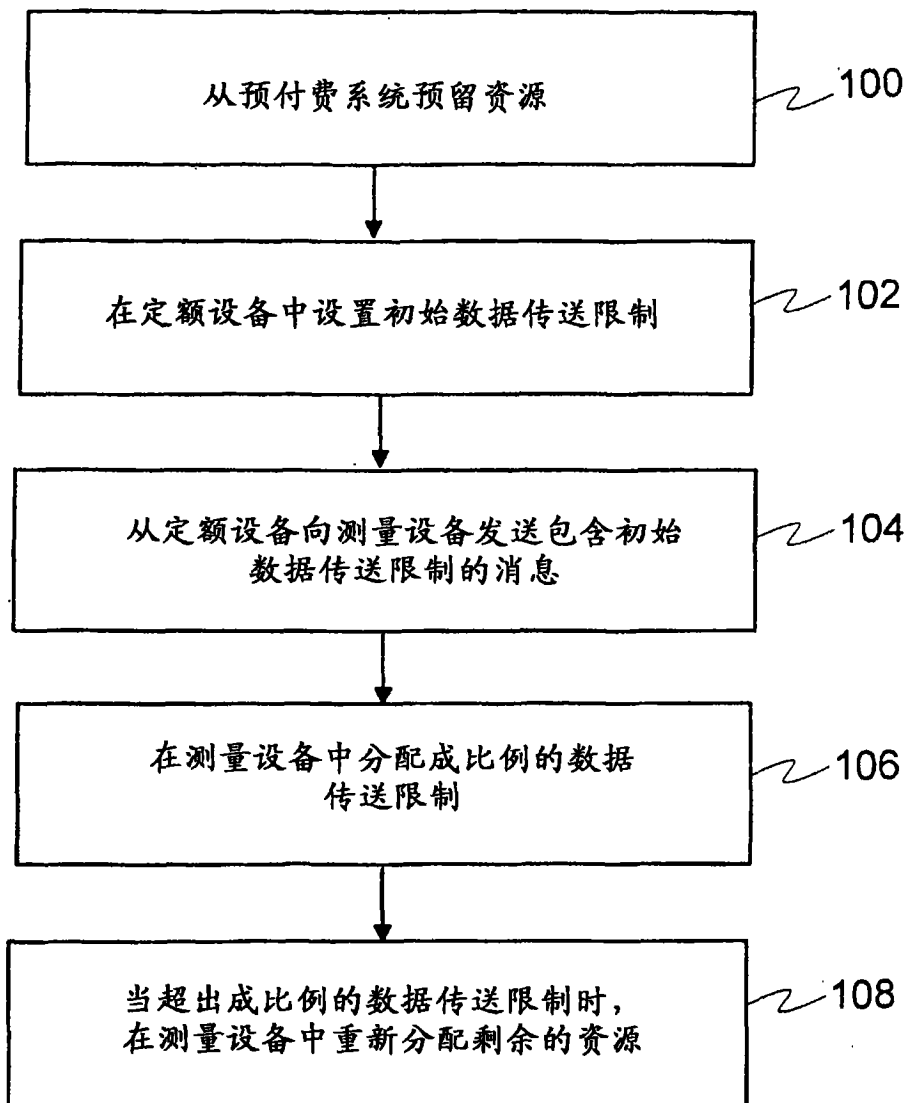 从预付费系统预留资源
100
在定额设备中设置初始数据传送限制
102
从定额设备向测量设备发送包含初始
数据传送限制的消息
104
在测量设备中分配成比例的数据
传送限制
106
当超出成比例的数据传送限制时，
在测量设备中重新分配剩余的资源
108